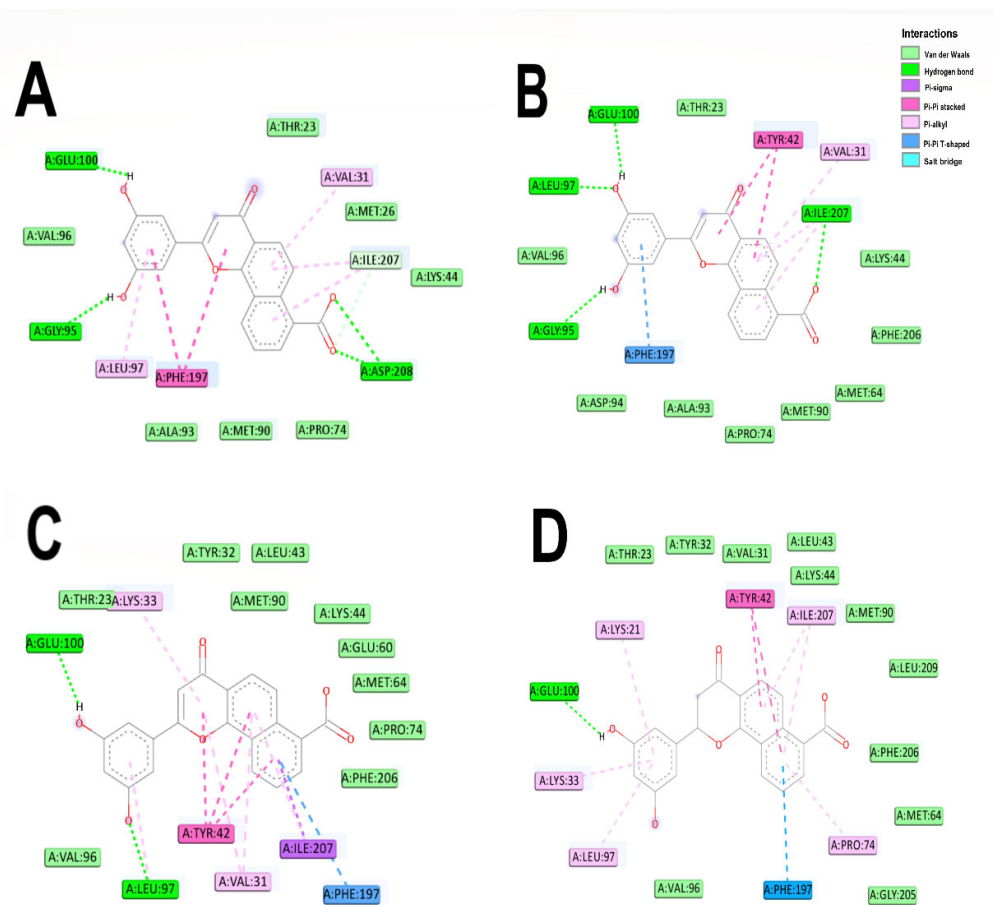 Interactions
Van der Waals
Hydrogen bond
Pi-sigma
Pi-Pi stzcked
Pi-alkyl
Pi-Pi T-shaped
Salt bridge
A
A:THR:23
A:GLU:100
H
O
O
A:VAL:31
A:MET:26
A:VAL:96
A:ILE:207
A:LYS:44
O
H
O
O
A:GLY:95
O
A:LEU:97
A:PHE:197
A:ASP:208
A:ALA:93
A:MET:90
A:PRO:74
B
A:GLU:100
A:THR:23
A:TYR:42
A:VAL:31
H
A:LEU:97
O
O
A:ILE:207
A:VAL:96
A:LYS:44
O
H
O
O
A:GLY:95
O
A:PHE:206
A:PHE:197
A:MET:64
A:ASP:94
A:ALA:93
A:MET:90
A:PRO:74
C
A:TYR:32
A:LEU:43
A:THR:23
A:LYS:33
A:MET:90
A:LYS:44
A:GLU:100
O
A:GLU:60
A:MET:64
H
O
O
A:PRO:74
O
O
A:PHE:206
O
A:TYR:42
A:ILE:207
A:VAL:96
A:LEU:97
A:VAL:31
A:PHE:197
D
A:THR:23
A:TYR:32
A:VAL:31
A:LEU:43
A:LYS:44
A:TYR:42
A:ILE:207
A:MET:90
A:LYS:21
O
A:LEU:209
A:GLU:100
O
O
H
O
O
A:PHE:206
A:LYS:33
A:MET:64
O
A:PRO:74
A:LEU:97
A:VAL:96
A:PHE:197
A:GLY:205